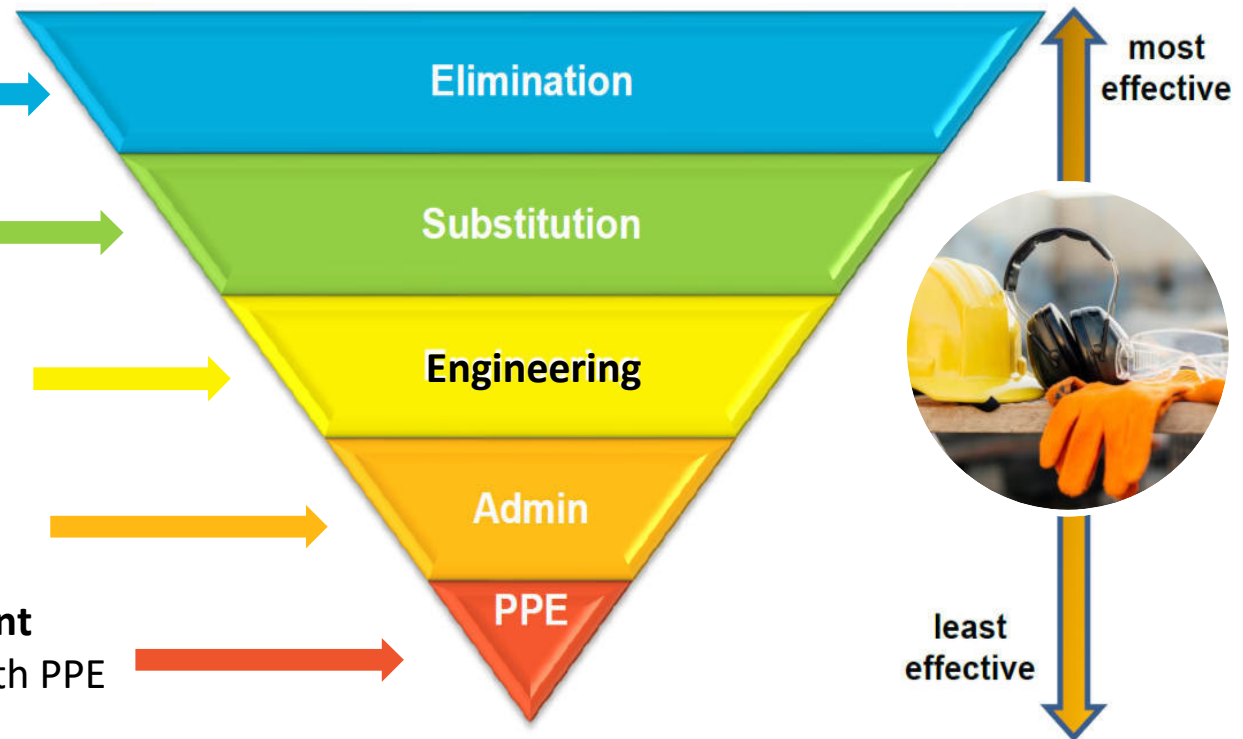 Elimination
most
effective
Substitution
Engineering
Admin
PPE
nt
th PPE
least
effective